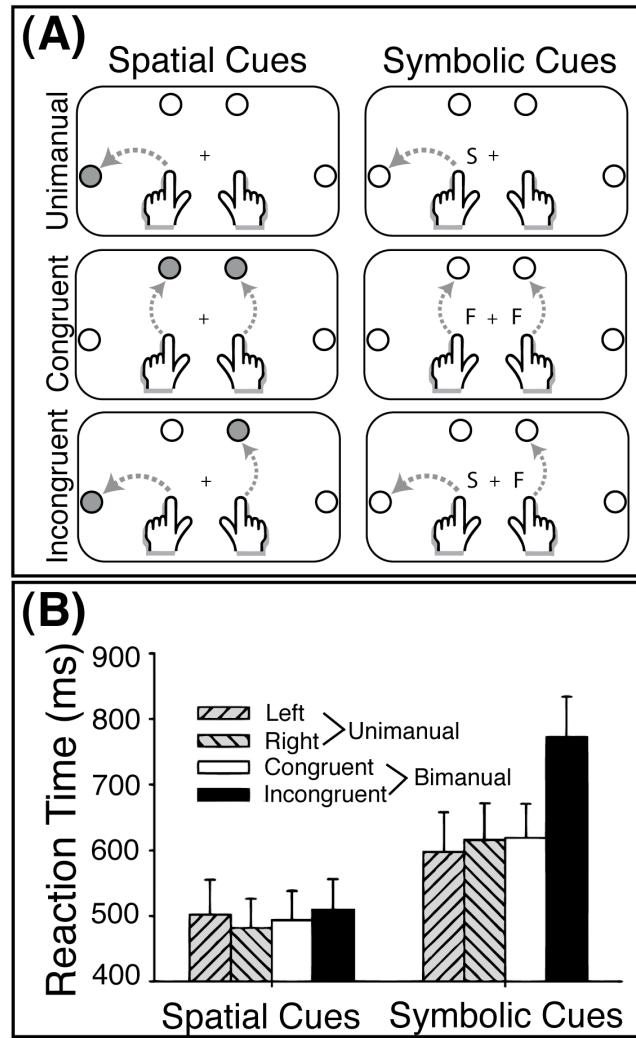 (A)
Spatial Cues Symbolic Cues
Unimanual
+
S +
Congruent
+
F + F
Incongruent
+
S + F
(B)
Reaction Time (ms)
900
800
700
600
500
400
Left
Right
Unimanual
Congruent
Incongruent
Bimanual
Spatial Cues Symbolic Cues